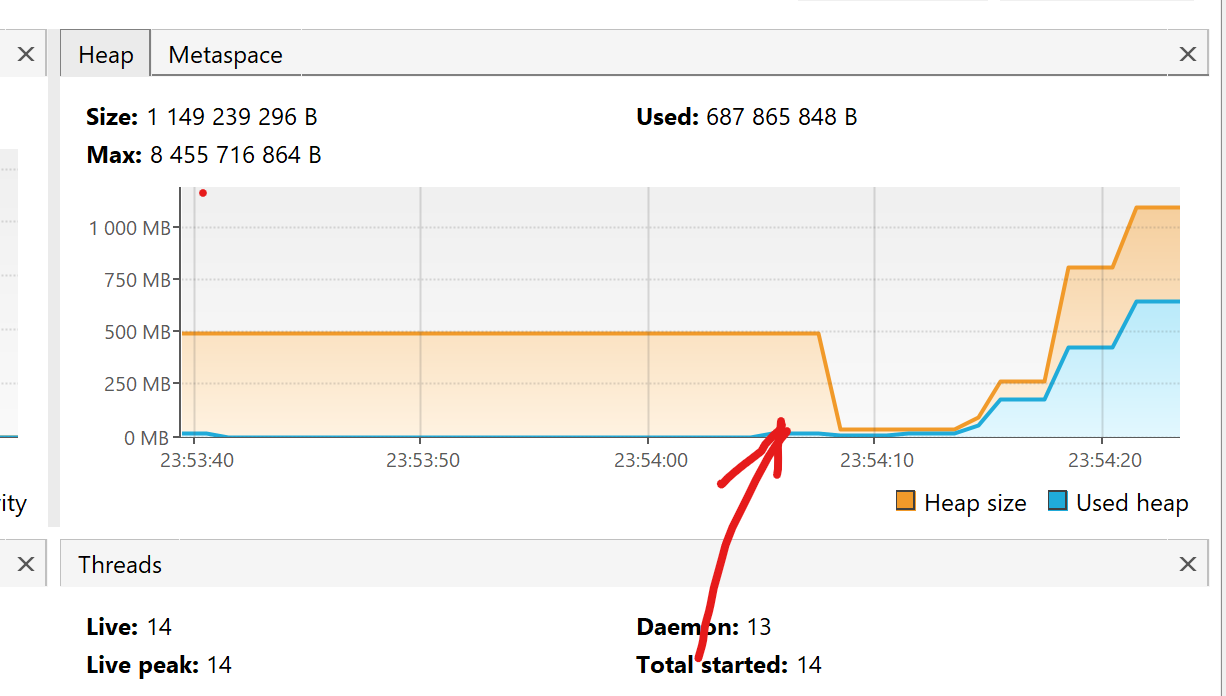 Heap Metaspace
Size: 1 149 239 296 B Used: 687 865 848 B
Max: 8 455 716 864 B
1 000 MB
750 MB
500 MB
250 MB
0 MB
23:53:40 23:53:50 23:54:00 23:54:10 23:54:20
ity
Heap size Used heap
Threads
Live: 14 Daemon: 13
Live peak: 14 Total started: 14